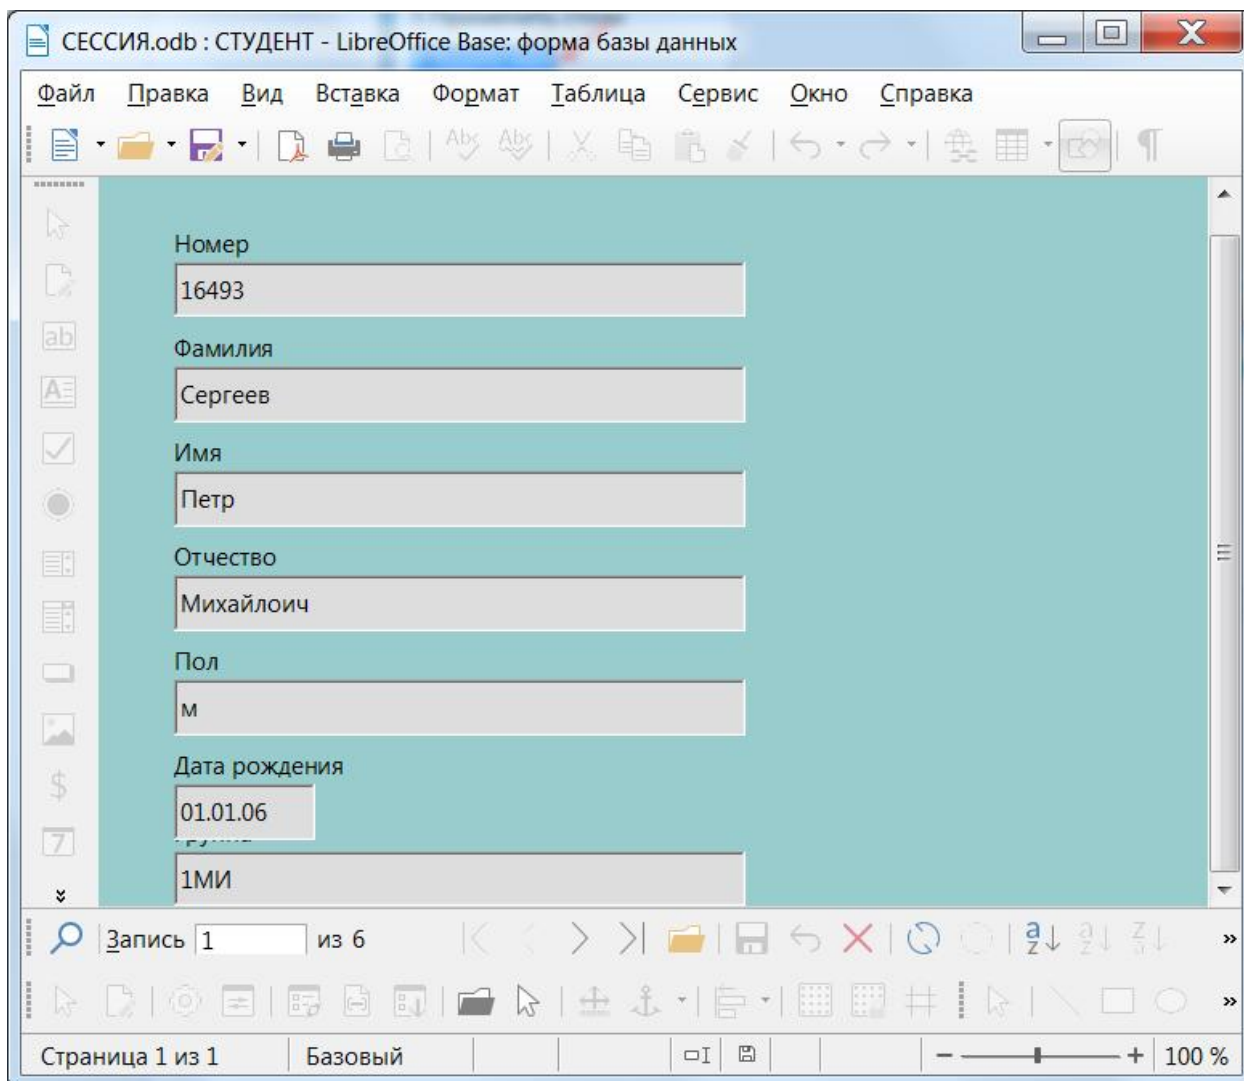 СЕССИЯ.odb : СТУДЕНТ - LibreOffice Base: форма базы данных
Файл Правка Вид Вставка Формат Таблица Сервис Окно Справка
Номер
16493
Фамилия
Сергеев
Имя
Петр
Отчество
Михайлоич
Пол
м
Дата рождения
01.01.06
1МИ
Запись 1 из 6
Страница 1 из 1 Базовый 100 %